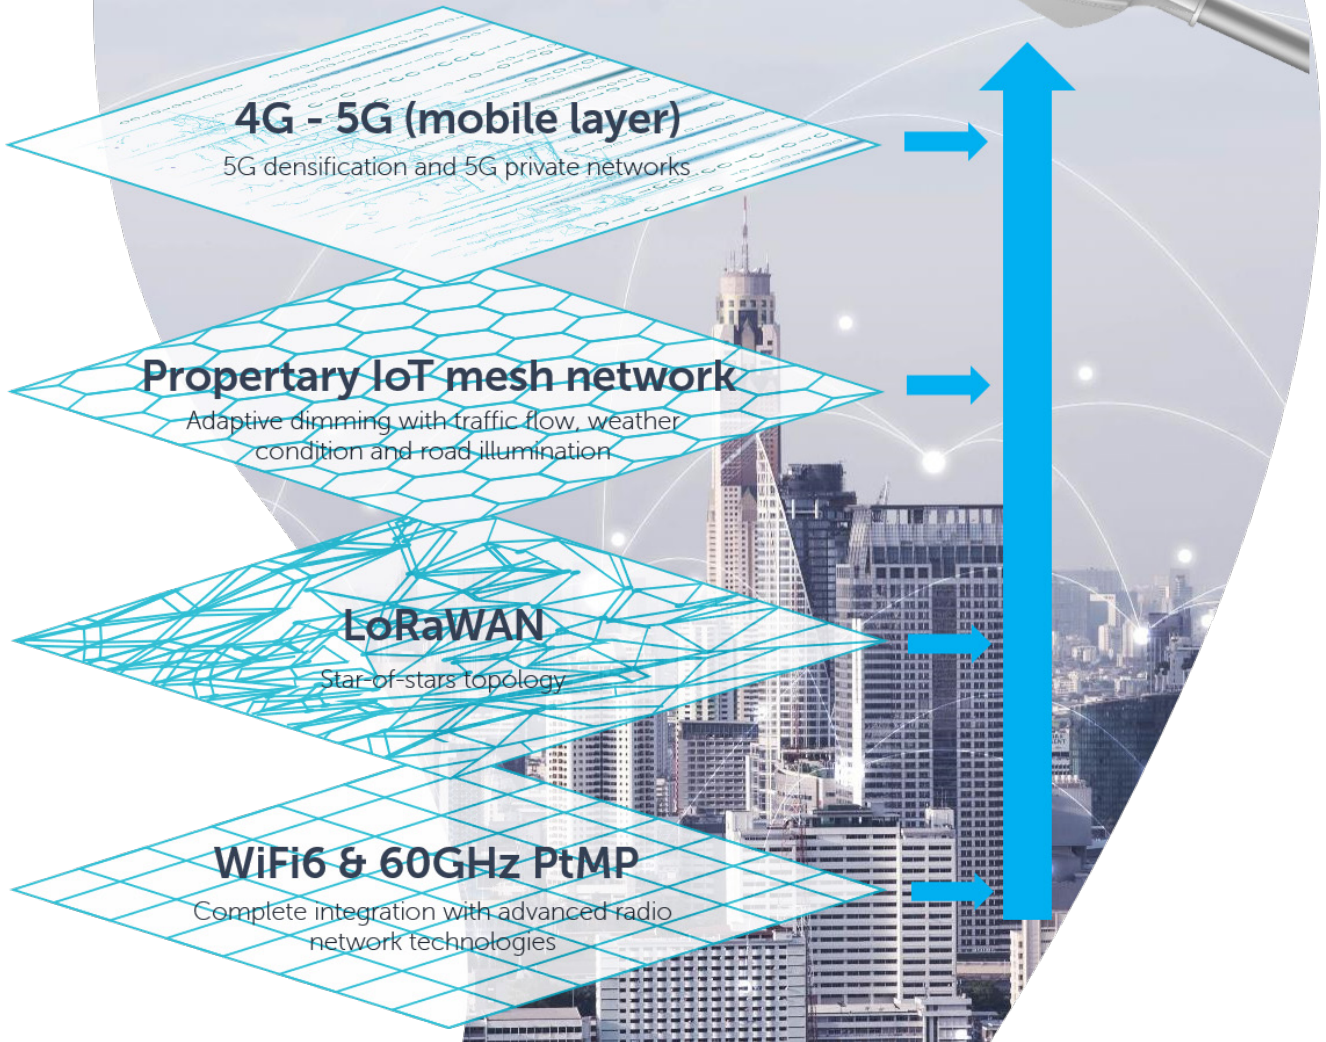 4G - 5G (mobile layer)
5G densification and 5G private networks
Propertary IoT mesh network
Adaptive dimming with traffic flow, weather
condition and road illumination
LoRaWAN
Star-of-stars topology
WiFi6 & 60GHz PtMP
Complete integration with advanced radio
network technologies